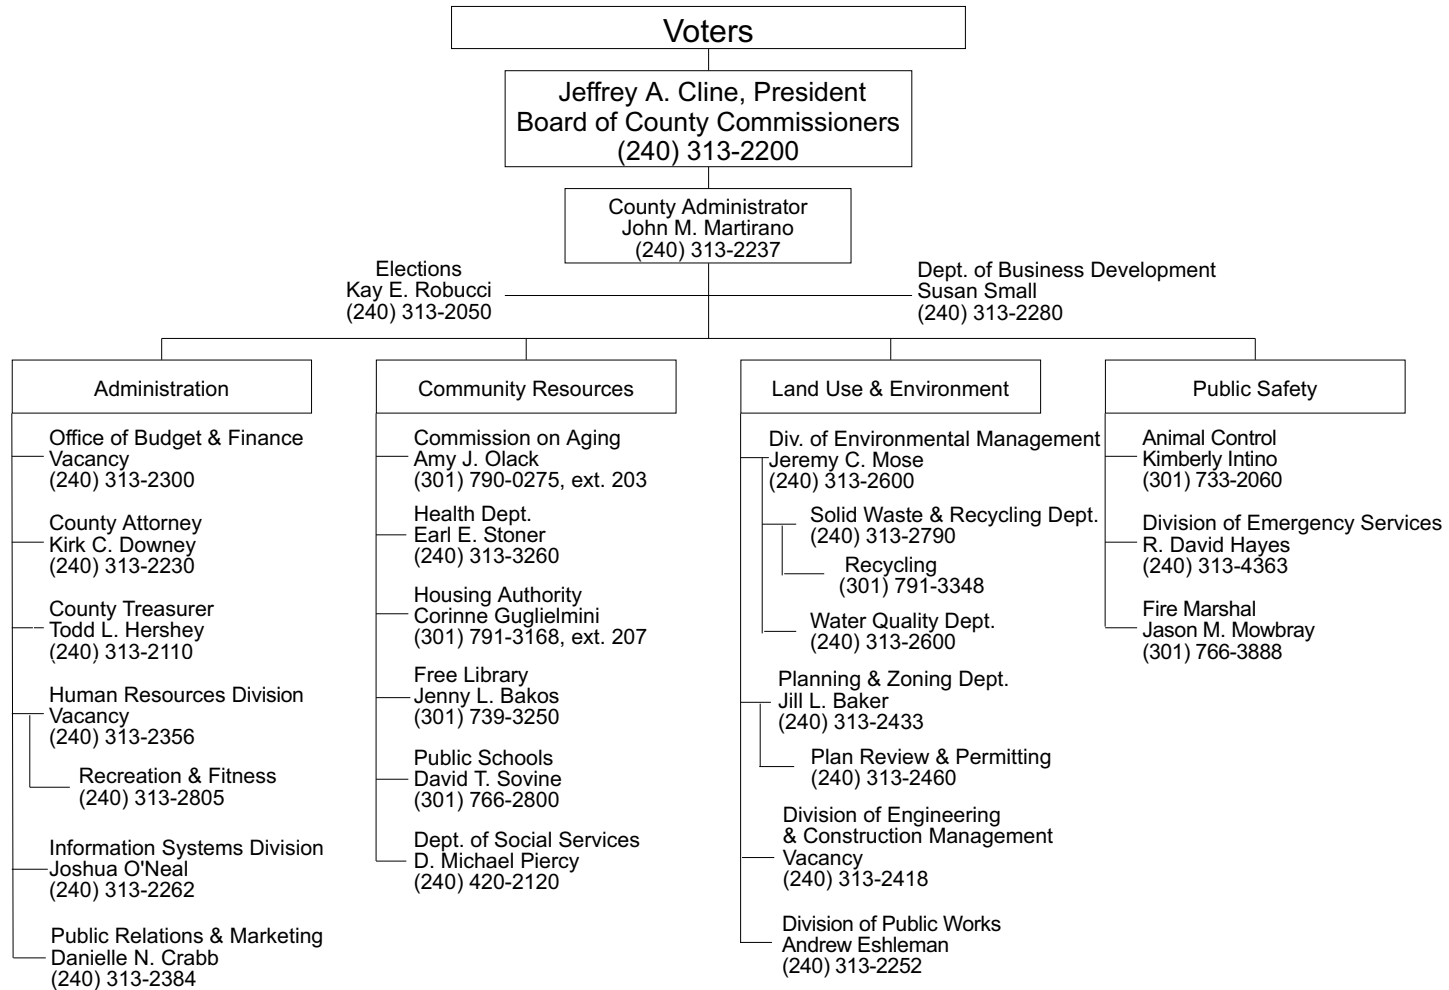 Voters
Jeffrey A. Cline, President
Board of County Commissioners
(240) 313-2200
County Administrator
John M. Martirano
(240) 313-2237
Elections
Kay E. Robucci
(240) 313-2050
Dept. of Business Development
Susan Small
(240) 313-2280
Administration
Office of Budget & Finance
Vacancy
(240) 313-2300
County Attorney
Kirk C. Downey
(240) 313-2230
County Treasurer
Todd L. Hershey
(240) 313-2110
Human Resources Division
Vacancy
(240) 313-2356
Recreation & Fitness
(240) 313-2805
Information Systems Division
Joshua O'Neal
(240) 313-2262
Public Relations & Marketing
Danielle N. Crabb
(240) 313-2384
Community Resources
Commission on Aging
Amy J. Olack
(301) 790-0275, ext. 203
Health Dept.
Earl E. Stoner
(240) 313-3260
Housing Authority
Corinne Guglielmini
(301) 791-3168, ext. 207
Free Library
Jenny L. Bakos
(301) 739-3250
Public Schools
David T. Sovine
(301) 766-2800
Dept. of Social Services
D. Michael Piercy
(240) 420-2120
Land Use & Environment
Div. of Environmental Management
Jeremy C. Mose
(240) 313-2600
Solid Waste & Recycling Dept.
(240) 313-2790
Recycling
(301) 791-3348
Water Quality Dept.
(240) 313-2600
Planning & Zoning Dept.
Jill L. Baker
(240) 313-2433
Plan Review & Permitting
(240) 313-2460
Division of Engineering
& Construction Management
Vacancy
(240) 313-2418
Division of Public Works
Andrew Eshleman
(240) 313-2252
Public Safety
Animal Control
Kimberly Intino
(301) 733-2060
Division of Emergency Services
R. David Hayes
(240) 313-4363
Fire Marshal
Jason M. Mowbray
(301) 766-3888